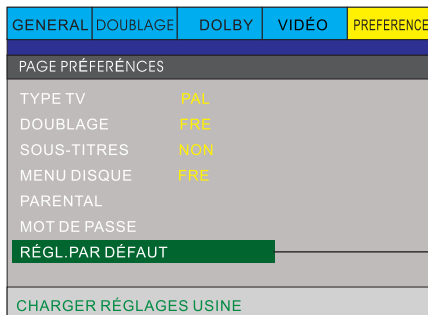 GENERAL DOUBLAGE DOLBY VIDÉO PREFERENCE
PAGE PRÉFERÉNCES
TYPE TV PAL
DOUBLAGE FRE
SOUS-TITRES NON
MENU DISQUE FRE
PARENTAL
MOT DE PASSE
RÉGL.PAR DÉFAUT
CHARGER RÉGLAGES USINE